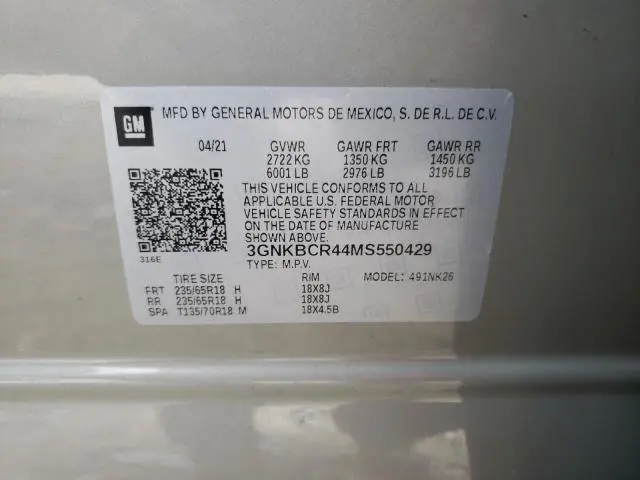 GM
MFD BY GENERAL MOTORS DE MEXICO, S. DE R.L. DE C.V.
04/21 GVWR GAWR FRT GAWR RR
2722 KG 1350 KG 1450 KG
6001 LB 2976 LB 3196 LB
THIS VEHICLE CONFORMS TO ALL
APPLICABLE U.S. FEDERAL MOTOR
VEHICLE SAFETY STANDARDS IN EFFECT
ON THE DATE OF MANUFACTURE
SHOWN ABOVE.
3GNKBCR44MS550429
316E
TYPE: M.P.V.
TIRE SIZE RIM MODEL: 491NK26
FRT 235/65R18 H 18X8J
RR 235/65R18 H 18X8J
SPA T135/70R18 M 18X4.5B